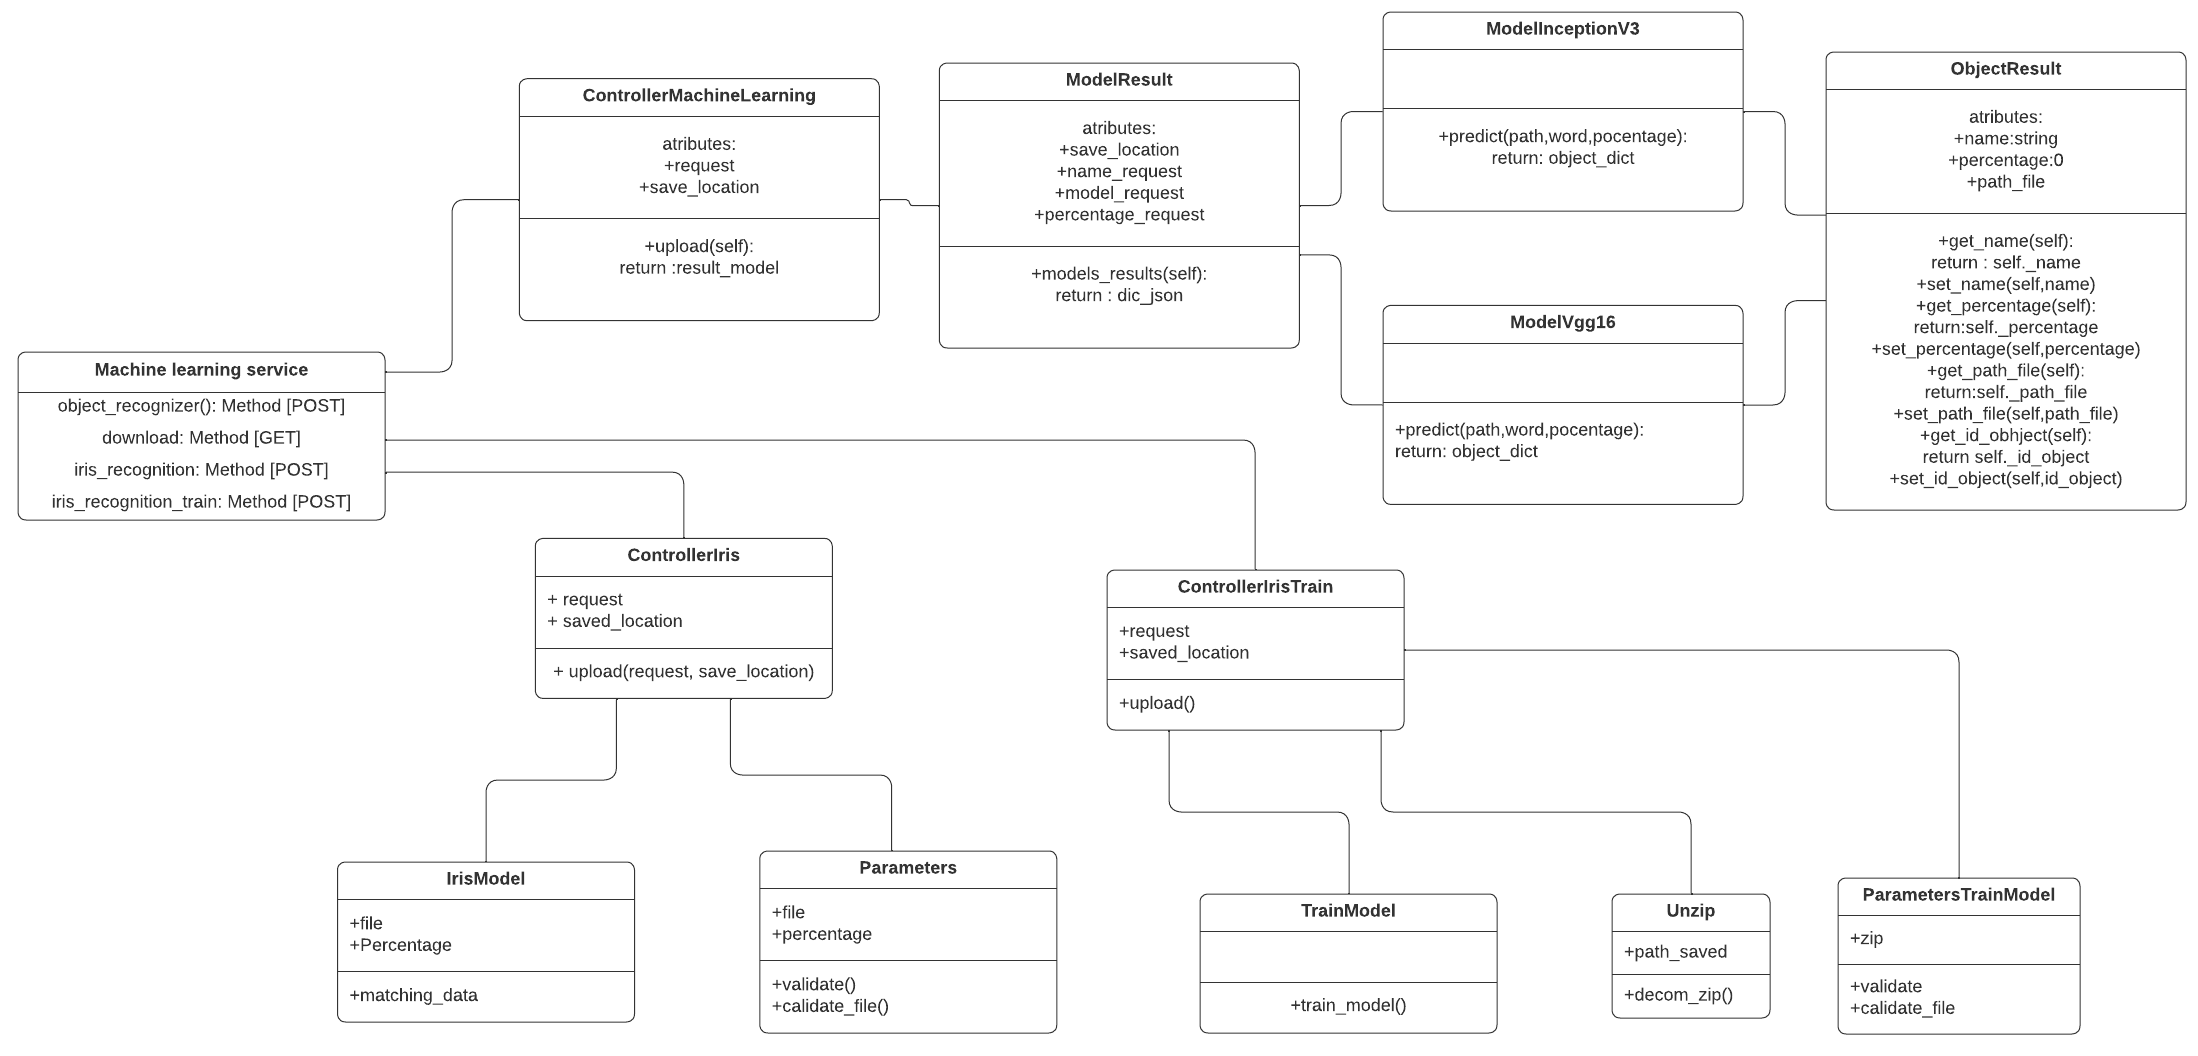 ModelInceptionV3
+predict(path,word,pocentage):
return: object_dict
ObjectResult
atributes:
+name:string
+percentage:0
+path_file
+get_name(self):
return : self._name
+set_name(self,name)
+get_percentage(self):
return:self._percentage
+set_percentage(self,percentage)
+get_path_file(self):
return:self._path_file
+set_path_file(self,path_file)
+get_id_obhject(self):
return self._id_object
+set_id_object(self,id_object)
ModelResult
atributes:
+save_location
+name_request
+model_request
+percentage_request
+models_results(self):
return : dic_json
ControllerMachineLearning
atributes:
+request
+save_location
+upload(self):
return :result_model
ModelVgg16
+predict(path,word,pocentage):
return: object_dict
Machine learning service
object_recognizer(): Method [POST]
download: Method [GET]
iris_recognition: Method [POST]
iris_recognition_train: Method [POST]
ControllerIris
+ request
+ saved_location
+ upload(request, save_location)
ControllerIrisTrain
+request
+saved_location
+upload()
IrisModel
+file
+Percentage
+matching_data
Parameters
+file
+percentage
+validate()
+calidate_file()
TrainModel
+train_model()
Unzip
+path_saved
+decom_zip()
ParametersTrainModel
+zip
+validate
+calidate_file